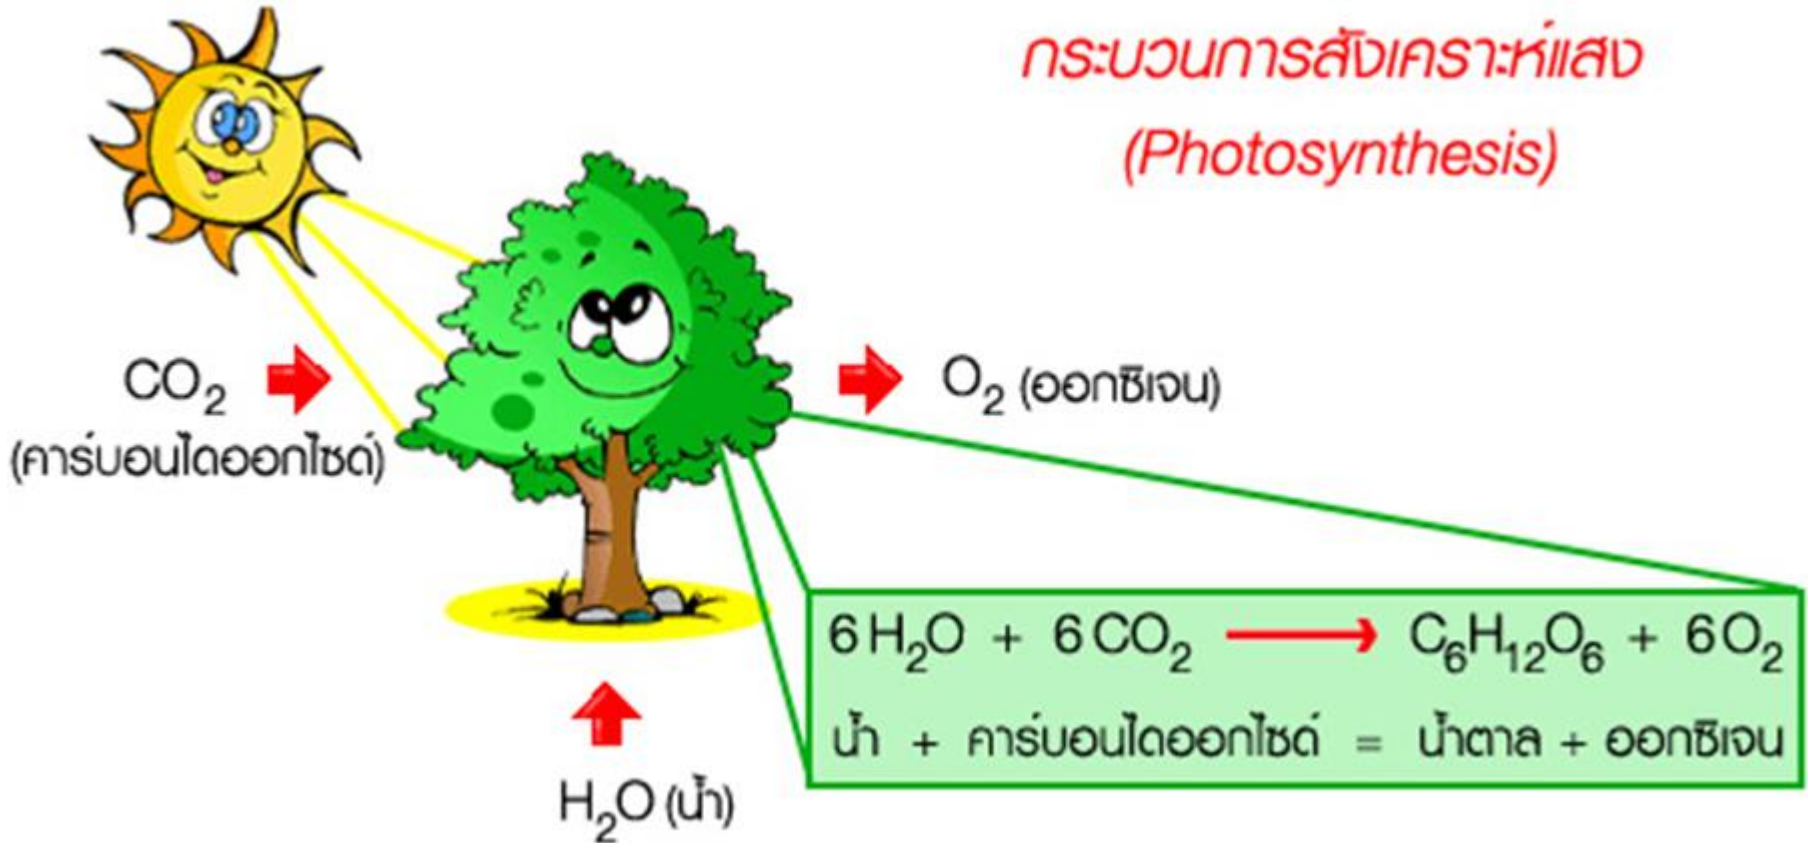 กระบวนการสังเคราะห์แสง
(Photosynthesis)
CO₂
(คาร์บอนไดออกไซด์)
O₂ (ออกซิเจน)
6H₂O + 6CO₂ ⟶ C₆H₁₂O₆ + 6O₂
น้ำ + คาร์บอนไดออกไซด์ = น้ำตาล + ออกซิเจน
H₂O (น้ำ)